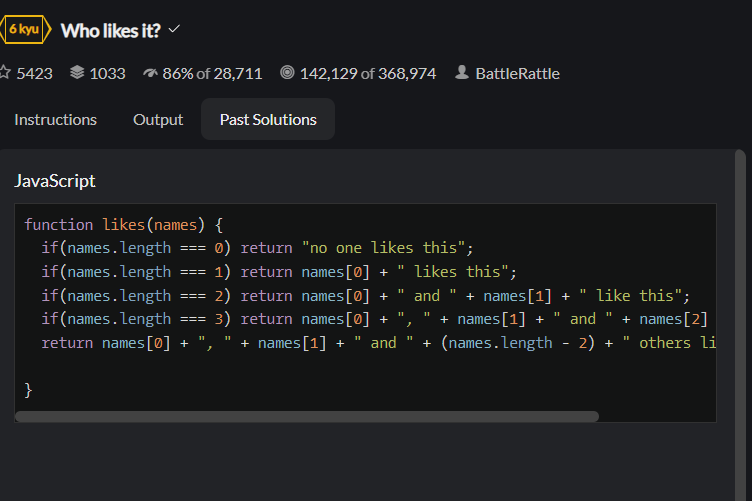 6 kyu Who likes it?
5423 1033 86% of 28,711 142,129 of 368,974 BattleRattle
Instructions Output Past Solutions
JavaScript
function likes(names) {
if(names.length === 0) return "no one likes this";
if(names.length === 1) return names[0] + " likes this";
if(names.length === 2) return names[0] + " and " + names[1] + " like this";
if(names.length === 3) return names[0] + ", " + names[1] + " and " + names[2]
return names[0] + ", " + names[1] + " and " + (names.length - 2) + " others li
}